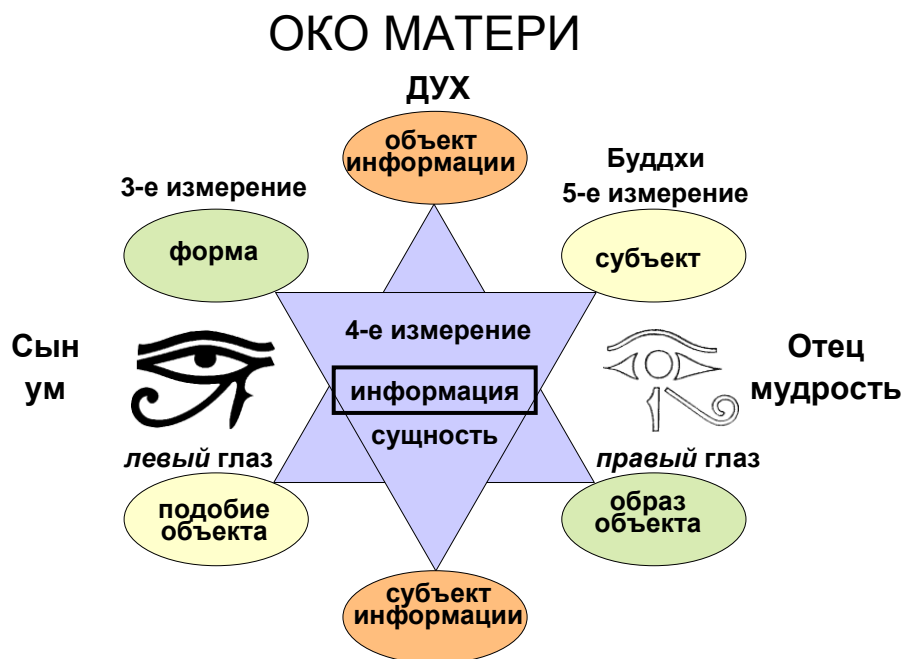 ОКО МАТЕРИ
ДУХ
объект
информации
Буддхи
5-е измерение
3-е измерение
форма
субъект
4-е измерение
Сын
ум
информация
Отец
мудрость
сущность
левый глаз
правый глаз
подобие
объекта
образ
объекта
субъект
информации